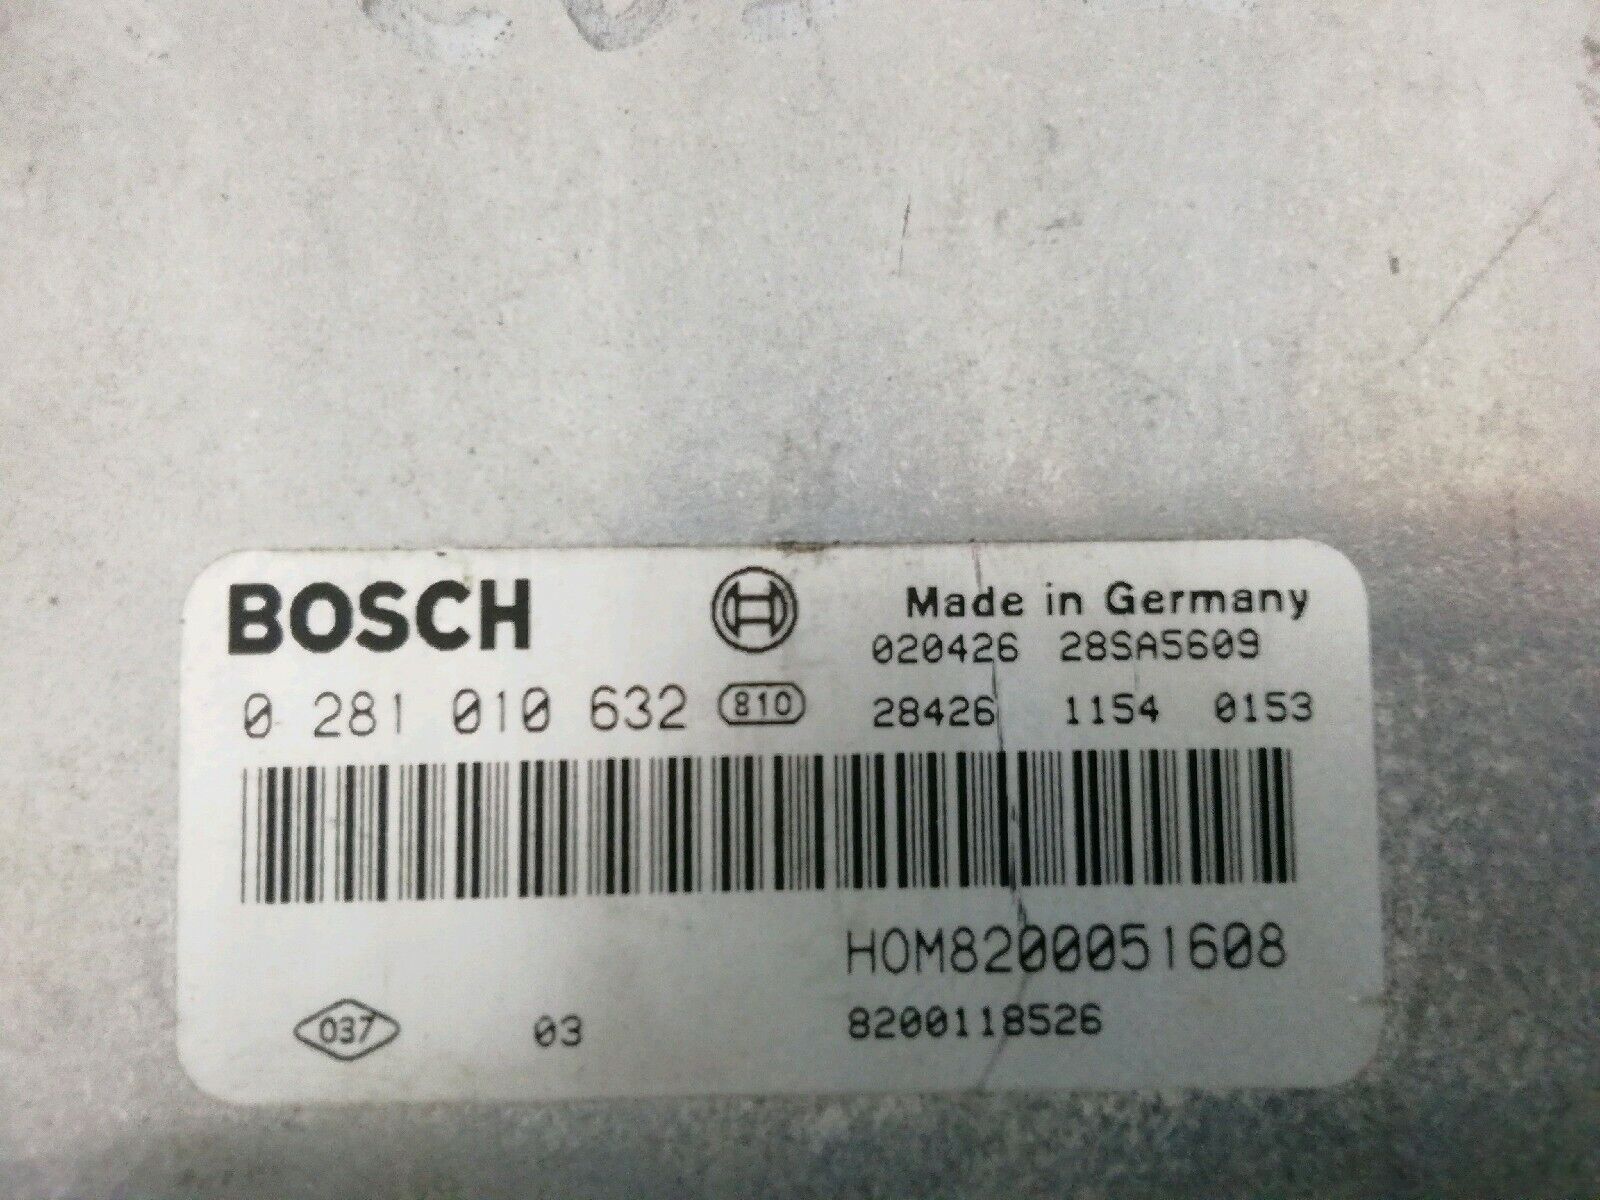 BOSCH
Made in Germany
020426 28SA5609
0 281 010 632 810 28426 1154 0153
HOM8200051608
037 03 8200118526